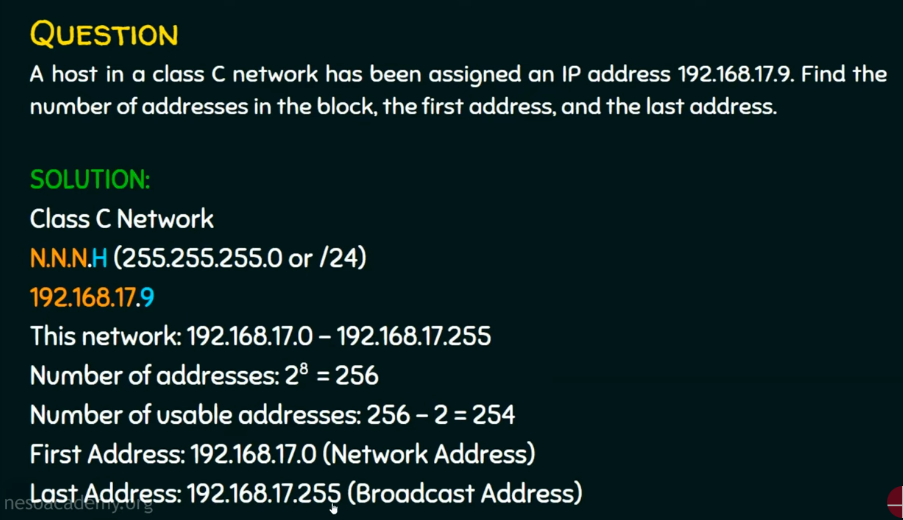 QUESTION
A host in a class C network has been assigned an IP address 192.168.17.9. Find the
number of addresses in the block, the first address, and the last address.
SOLUTION:
Class C Network
N.N.N.H (255.255.255.0 or /24)
192.168.17.9
This network: 192.168.17.0 – 192.168.17.255
Number of addresses: 2⁸ = 256
Number of usable addresses: 256 – 2 = 254
First Address: 192.168.17.0 (Network Address)
Last Address: 192.168.17.255 (Broadcast Address)
nesoacademy.org